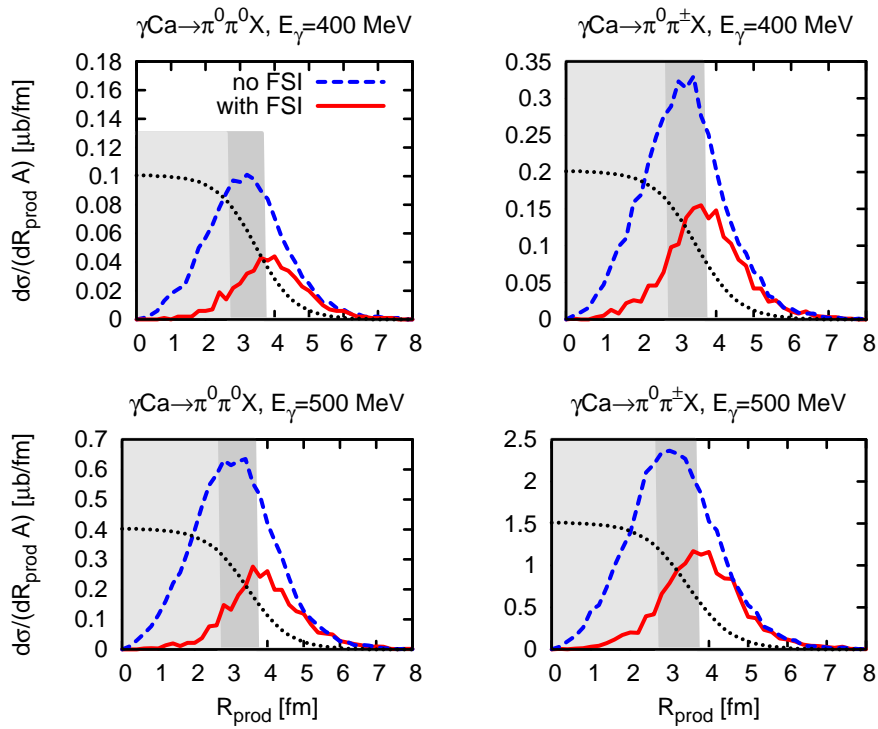 γCa→π⁰π⁰X, E_γ=400 MeV
dσ/(dR_prod A) [μb/fm]
0.18
0.16
0.14
0.12
0.1
0.08
0.06
0.04
0.02
0
no FSI
with FSI
0 1 2 3 4 5 6 7 8
γCa→π⁰π^±X, E_γ=400 MeV
0.35
0.3
0.25
0.2
0.15
0.1
0.05
0
0 1 2 3 4 5 6 7 8
γCa→π⁰π⁰X, E_γ=500 MeV
dσ/(dR_prod A) [μb/fm]
0.7
0.6
0.5
0.4
0.3
0.2
0.1
0
0 1 2 3 4 5 6 7 8
R_prod [fm]
γCa→π⁰π^±X, E_γ=500 MeV
2.5
2
1.5
1
0.5
0
0 1 2 3 4 5 6 7 8
R_prod [fm]